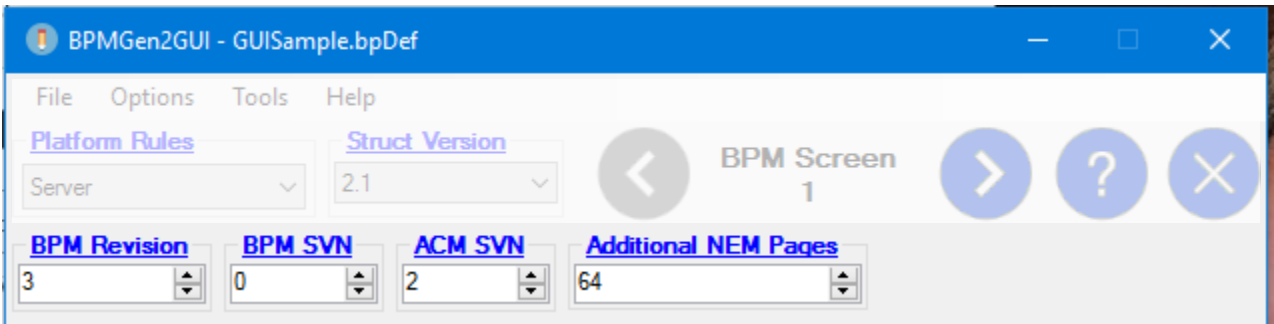 BPMGen2GUI - GUISample.bpDef
File Options Tools Help
Platform Rules Struct Version
Server 2.1
BPM Screen
1
?
BPM Revision BPM SVN ACM SVN Additional NEM Pages
3 0 2 64